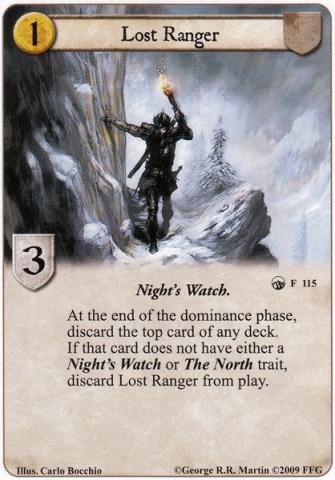 1
Lost Ranger
3
Night's Watch.
F 115
At the end of the dominance phase,
discard the top card of any deck.
If that card does not have either a
Night's Watch or The North trait,
discard Lost Ranger from play.
Illus. Carlo Bocchio
©George R.R. Martin ©2009 FFG